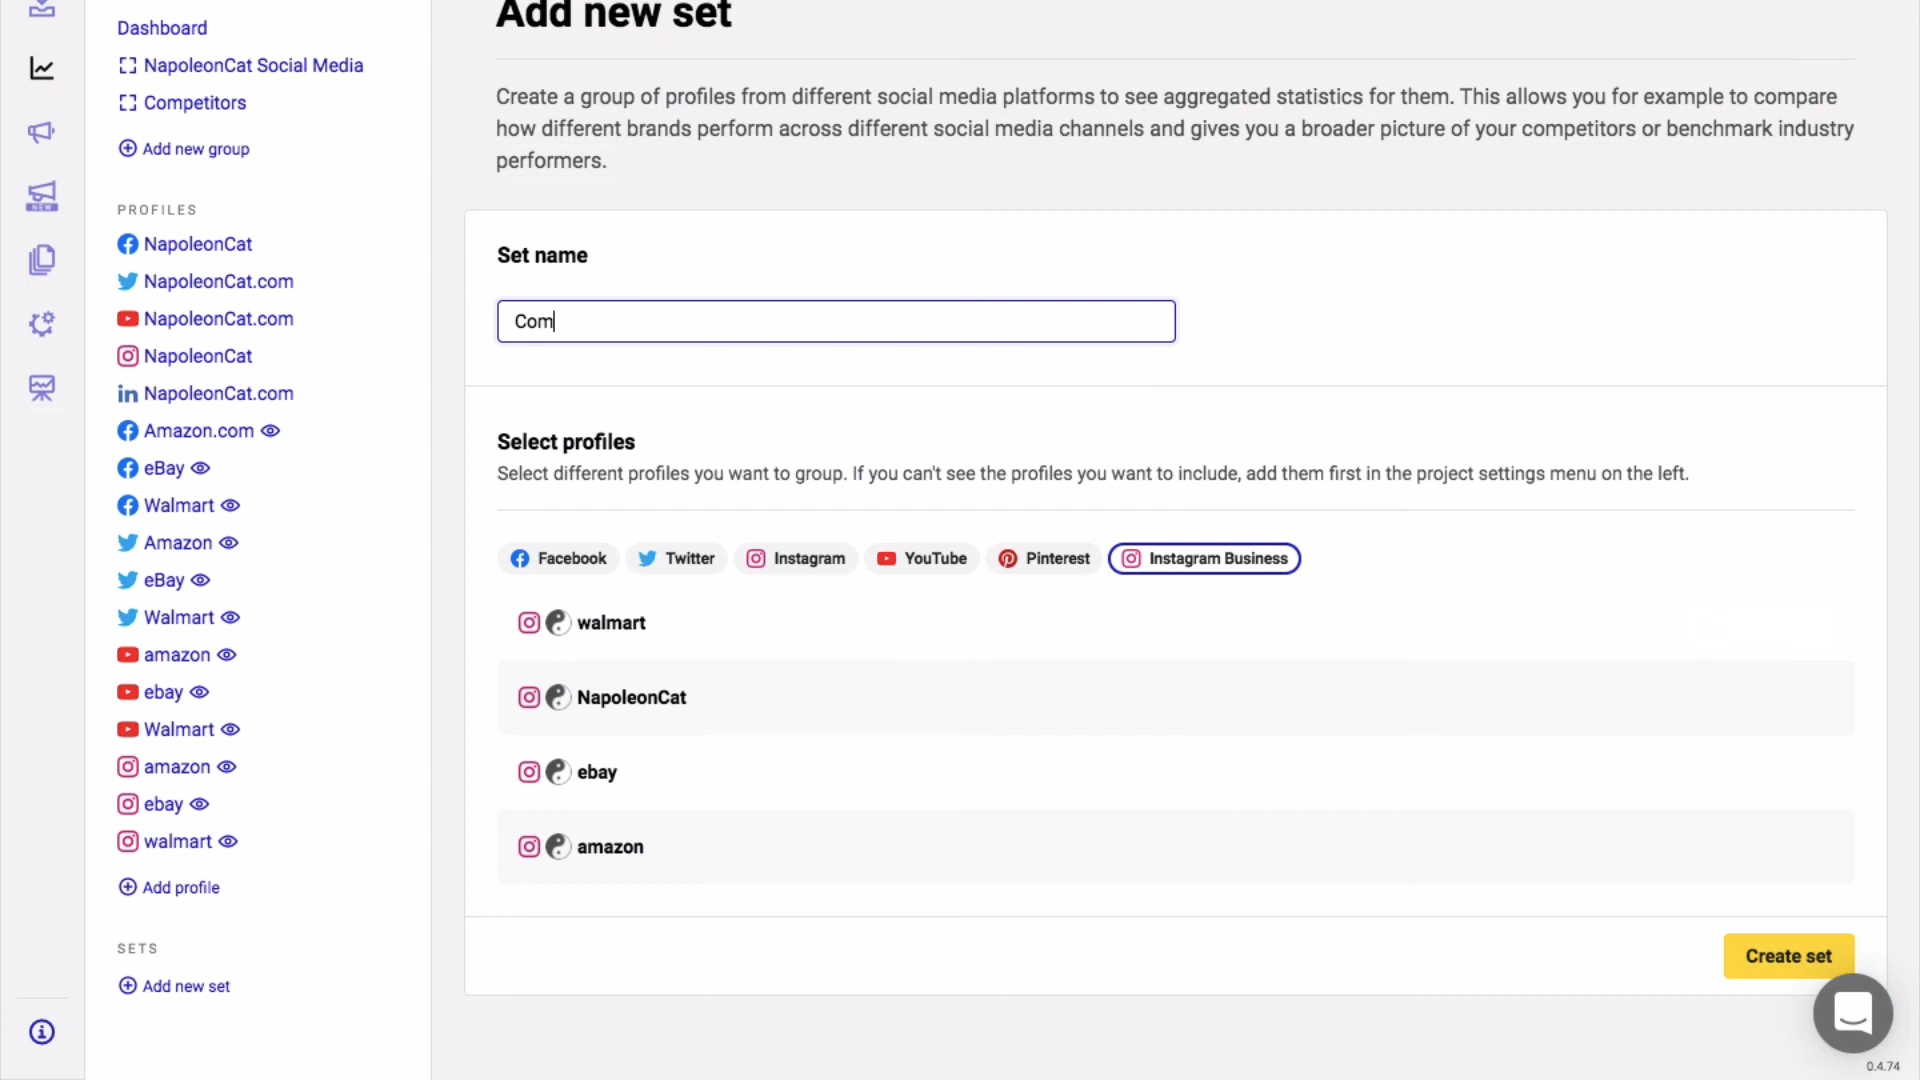 Dashboard
NapoleonCat Social Media
Competitors
Add new group
PROFILES
NapoleonCat
NapoleonCat.com
NapoleonCat.com
NapoleonCat
NapoleonCat.com
Amazon.com
eBay
Walmart
Amazon
eBay
Walmart
amazon
ebay
Walmart
amazon
ebay
walmart
Add profile
SETS
Add new set
NEW
Add new set
Create a group of profiles from different social media platforms to see aggregated statistics for them. This allows you for example to compare
how different brands perform across different social media channels and gives you a broader picture of your competitors or benchmark industry
performers.
Set name
Com
Select profiles
Select different profiles you want to group. If you can't see the profiles you want to include, add them first in the project settings menu on the left.
Facebook Twitter Instagram YouTube Pinterest Instagram Business
walmart
NapoleonCat
ebay
amazon
Create set
0.4.74